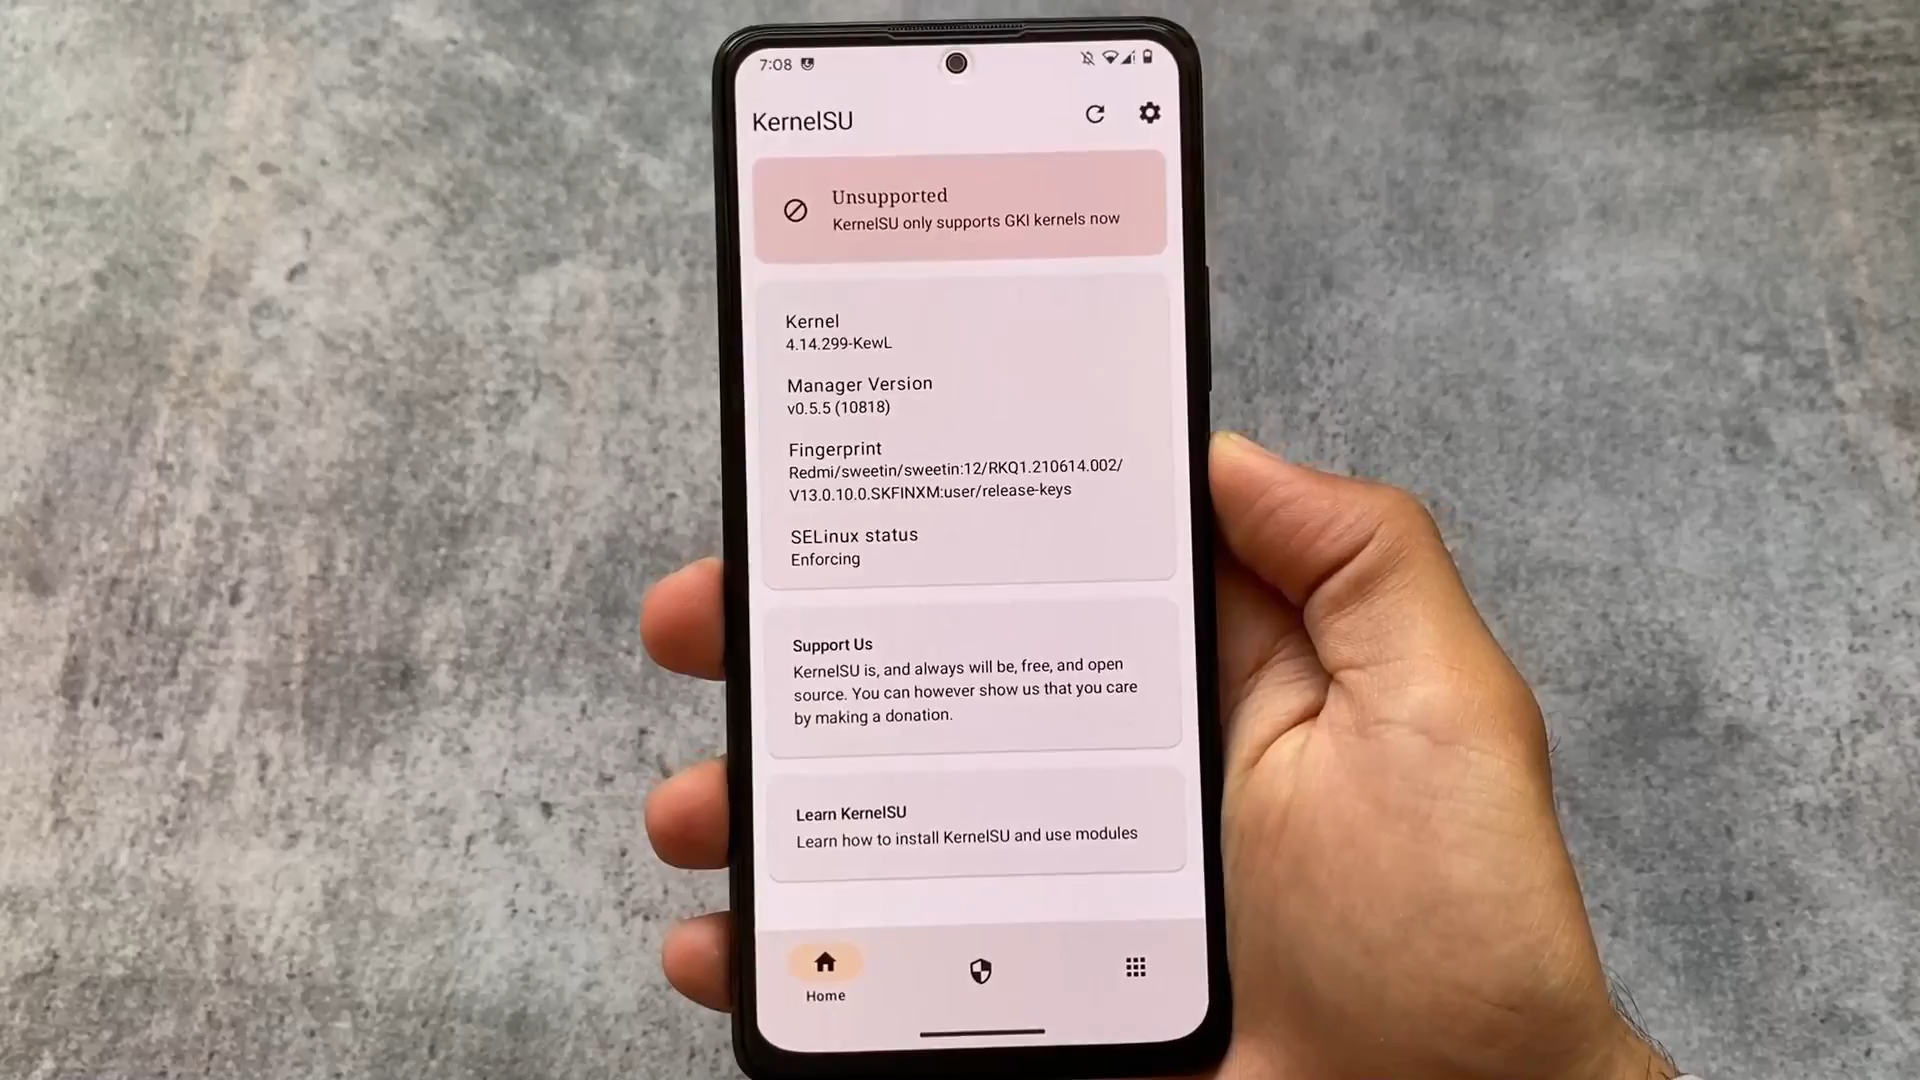 7:08
KernelSU
Unsupported
KernelSU only supports GKI kernels now
Kernel
4.14.299-KewL
Manager Version
v0.5.5 (10818)
Fingerprint
Redmi/sweetin/sweetin:12/RKQ1.210614.002/
V13.0.10.0.SKFINXM:user/release-keys
SELinux status
Enforcing
Support Us
KernelSU is, and always will be, free, and open
source. You can however show us that you care
by making a donation.
Learn KernelSU
Learn how to install KernelSU and use modules
Home